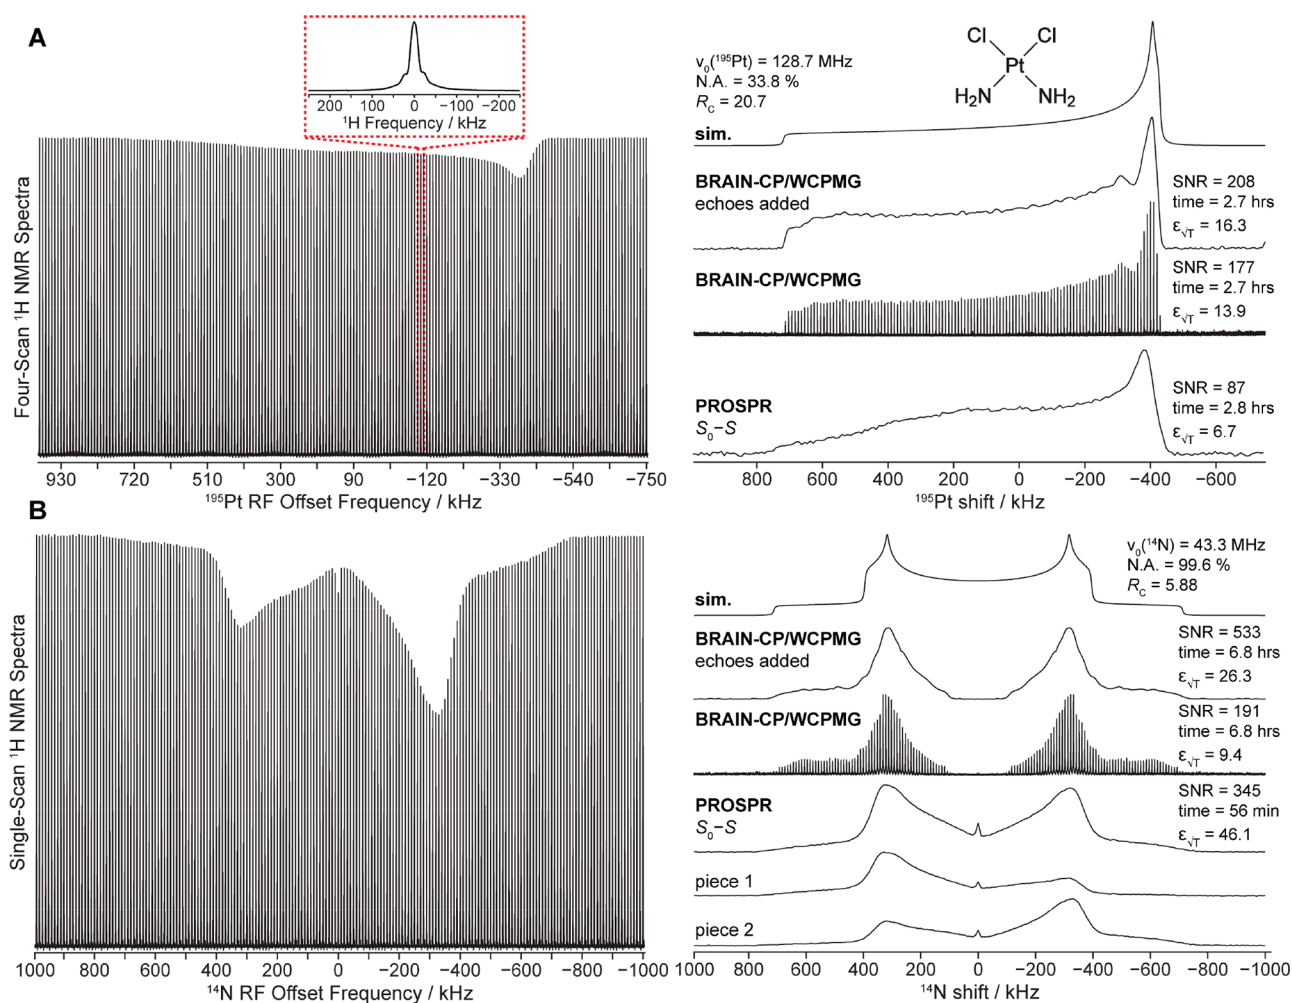 A
200 100 0 −100 −200
¹H Frequency / kHz
Four-Scan ¹H NMR Spectra
930 720 510 300 90 −120 −330 −540 −750
¹⁹⁵Pt RF Offset Frequency / kHz
ν₀(¹⁹⁵Pt) = 128.7 MHz
N.A. = 33.8 %
R_C = 20.7
Cl Cl
Pt
H₂N NH₂
sim.
BRAIN-CP/WCPMG
echoes added
SNR = 208
time = 2.7 hrs
ε_√T = 16.3
BRAIN-CP/WCPMG
SNR = 177
time = 2.7 hrs
ε_√T = 13.9
PROSPR
S₀−S
SNR = 87
time = 2.8 hrs
ε_√T = 6.7
800 600 400 200 0 −200 −400 −600
¹⁹⁵Pt shift / kHz
B
Single-Scan ¹H NMR Spectra
1000 800 600 400 200 0 −200 −400 −600 −800 −1000
¹⁴N RF Offset Frequency / kHz
ν₀(¹⁴N) = 43.3 MHz
N.A. = 99.6 %
R_C = 5.88
sim.
BRAIN-CP/WCPMG
echoes added
SNR = 533
time = 6.8 hrs
ε_√T = 26.3
BRAIN-CP/WCPMG
SNR = 191
time = 6.8 hrs
ε_√T = 9.4
PROSPR
S₀−S
SNR = 345
time = 56 min
ε_√T = 46.1
piece 1
piece 2
1000 800 600 400 200 0 −200 −400 −600 −800 −1000
¹⁴N shift / kHz